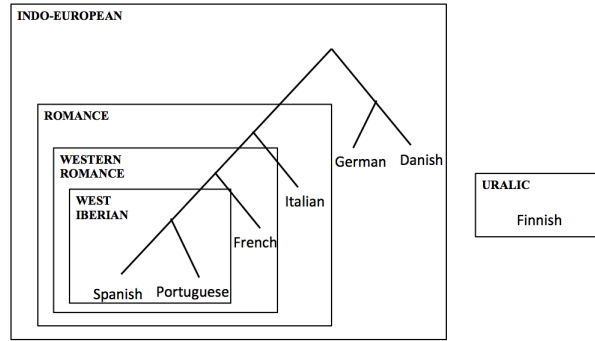 INDO-EUROPEAN
ROMANCE
WESTERN
ROMANCE
WEST
IBERIAN
German
Danish
Italian
French
Spanish
Portuguese
URALIC
Finnish